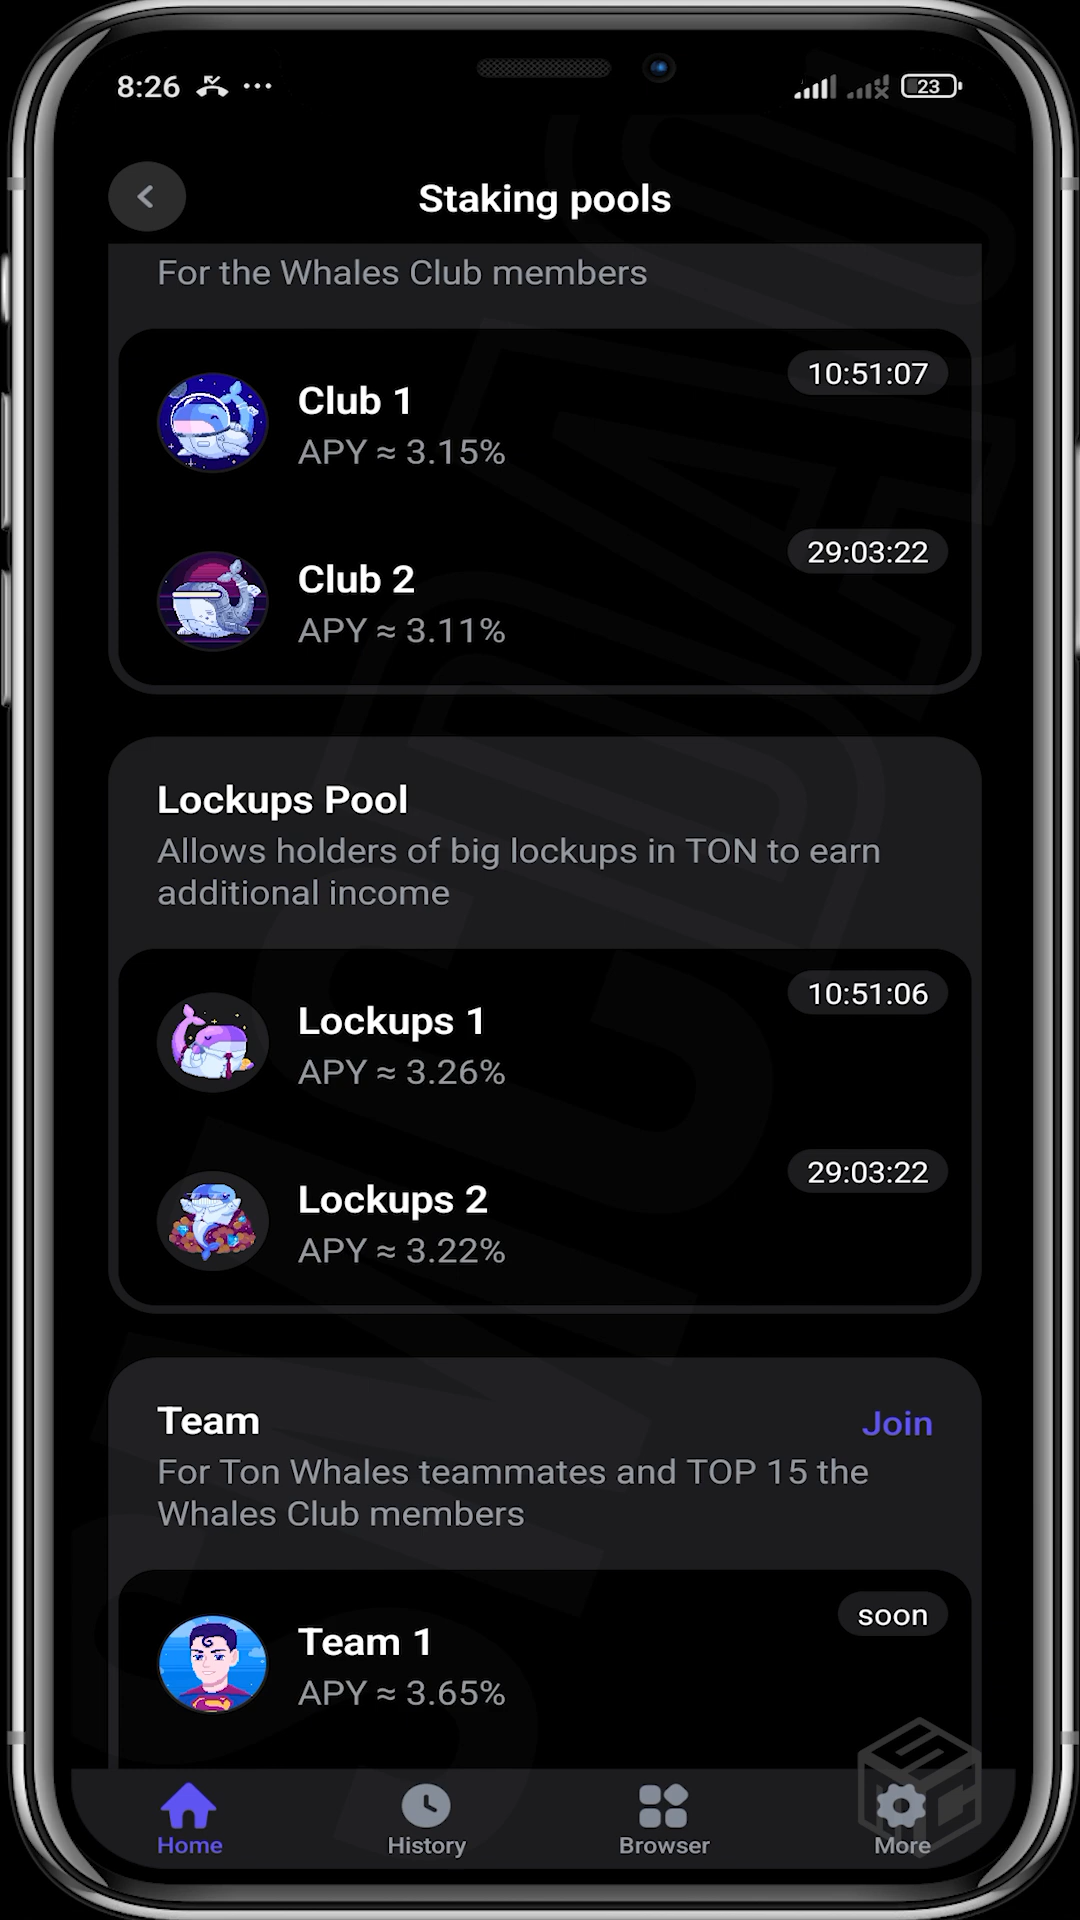 8:26
23
Staking pools
For the Whales Club members
10:51:07
Club 1
APY ≈ 3.15%
29:03:22
Club 2
APY ≈ 3.11%
Lockups Pool
Allows holders of big lockups in TON to earn
additional income
10:51:06
Lockups 1
APY ≈ 3.26%
29:03:22
Lockups 2
APY ≈ 3.22%
Team
Join
For Ton Whales teammates and TOP 15 the
Whales Club members
soon
Team 1
APY ≈ 3.65%
Home
History
Browser
More